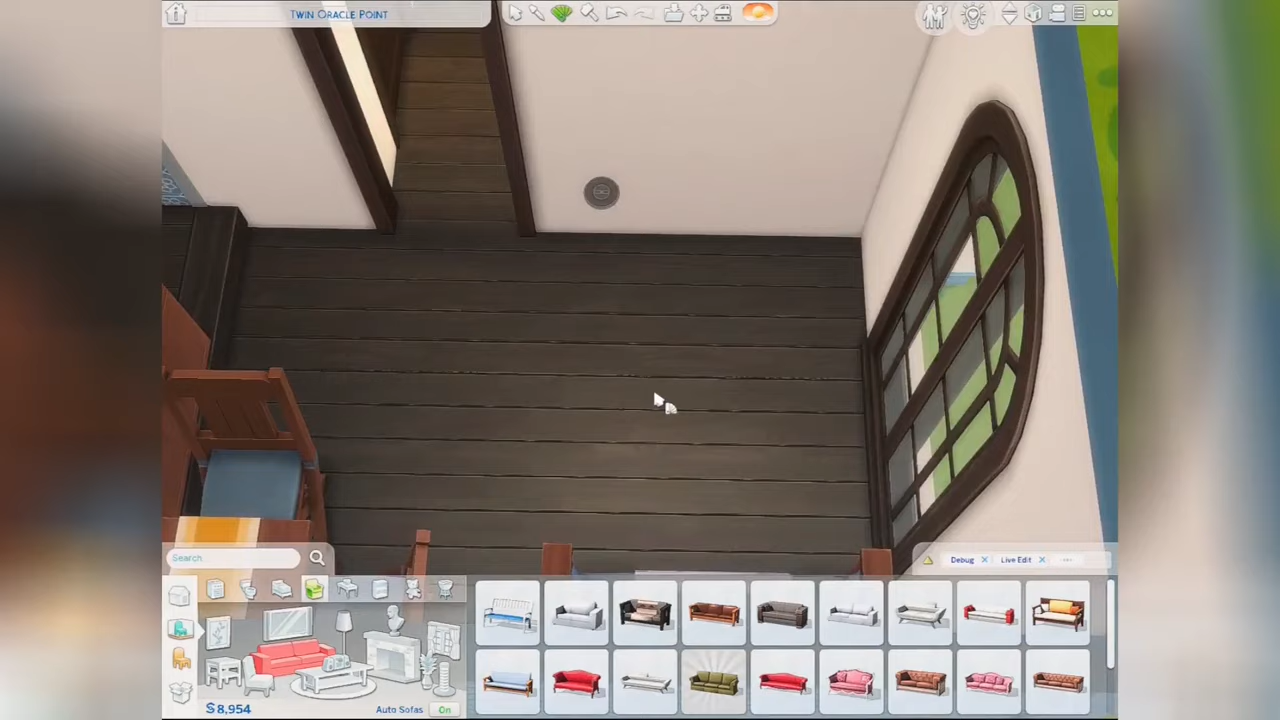 Twin Oracle Point
Search
Debug
Live Edit
$8,954
Auto Sofas
On